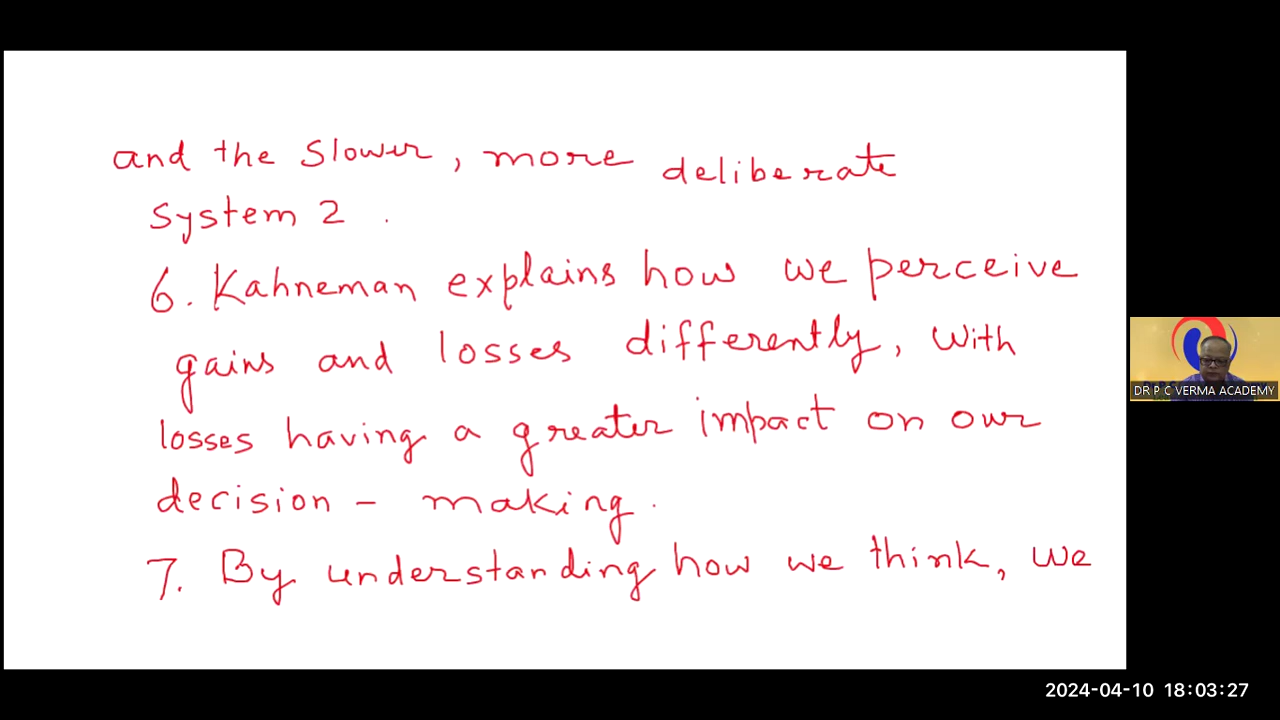 and the slower, more deliberate
system 2.
6. Kahneman explains how we perceive
gains and losses differently, with
losses having a greater impact on our
decision - making.
7. By understanding how we think, we
DR P C VERMA ACADEMY
2024-04-10 18:03:27